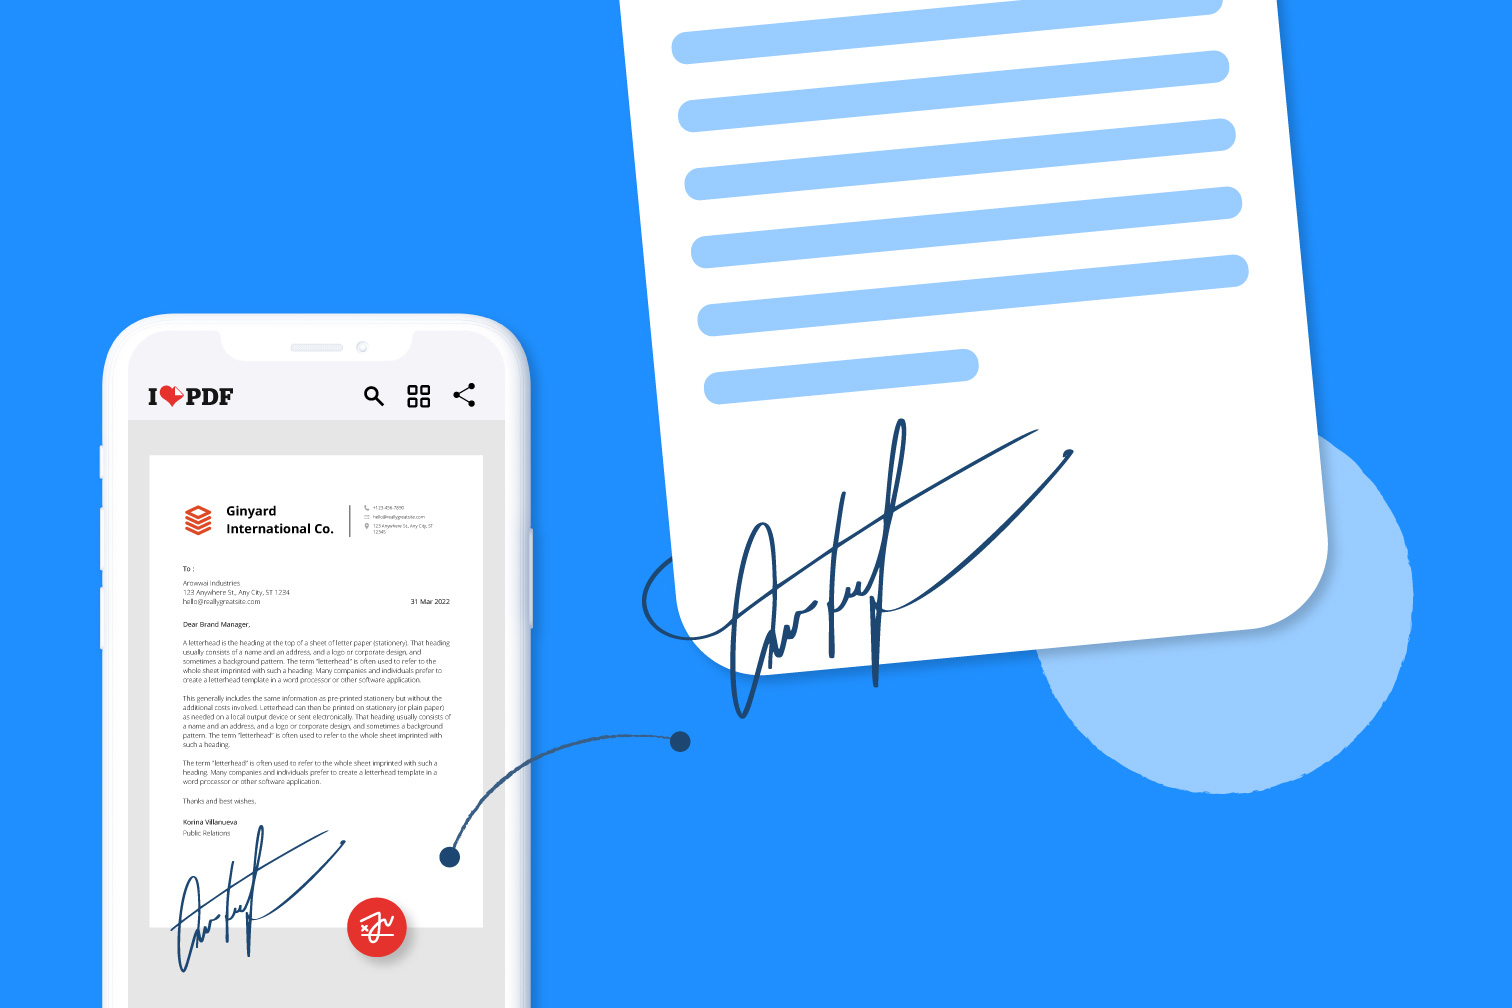 I PDF
Ginyard
International Co.
+123-456-7890
hello@reallygreatsite.com
123 Anywhere St., Any City, ST
12345
To :
Arowwai Industries
123 Anywhere St., Any City, ST 1234
hello@reallygreatsite.com
31 Mar 2022
Dear Brand Manager,
A letterhead is the heading at the top of a sheet of letter paper (stationery). That heading
usually consists of a name and an address, and a logo or corporate design, and
sometimes a background pattern. The term "letterhead" is often used to refer to the
whole sheet imprinted with such a heading. Many companies and individuals prefer to
create a letterhead template in a word processor or other software application.
This generally includes the same information as pre-printed stationery but without the
additional costs involved. Letterhead can then be printed on stationery (or plain paper)
as needed on a local output device or sent electronically. That heading usually consists of
a name and an address, and a logo or corporate design, and sometimes a background
pattern. The term "letterhead" is often used to refer to the whole sheet imprinted with
such a heading.
The term "letterhead" is often used to refer to the whole sheet imprinted with such a
heading. Many companies and individuals prefer to create a letterhead template in a
word processor or other software application.
Thanks and best wishes,
Korina Villanueva
Public Relations